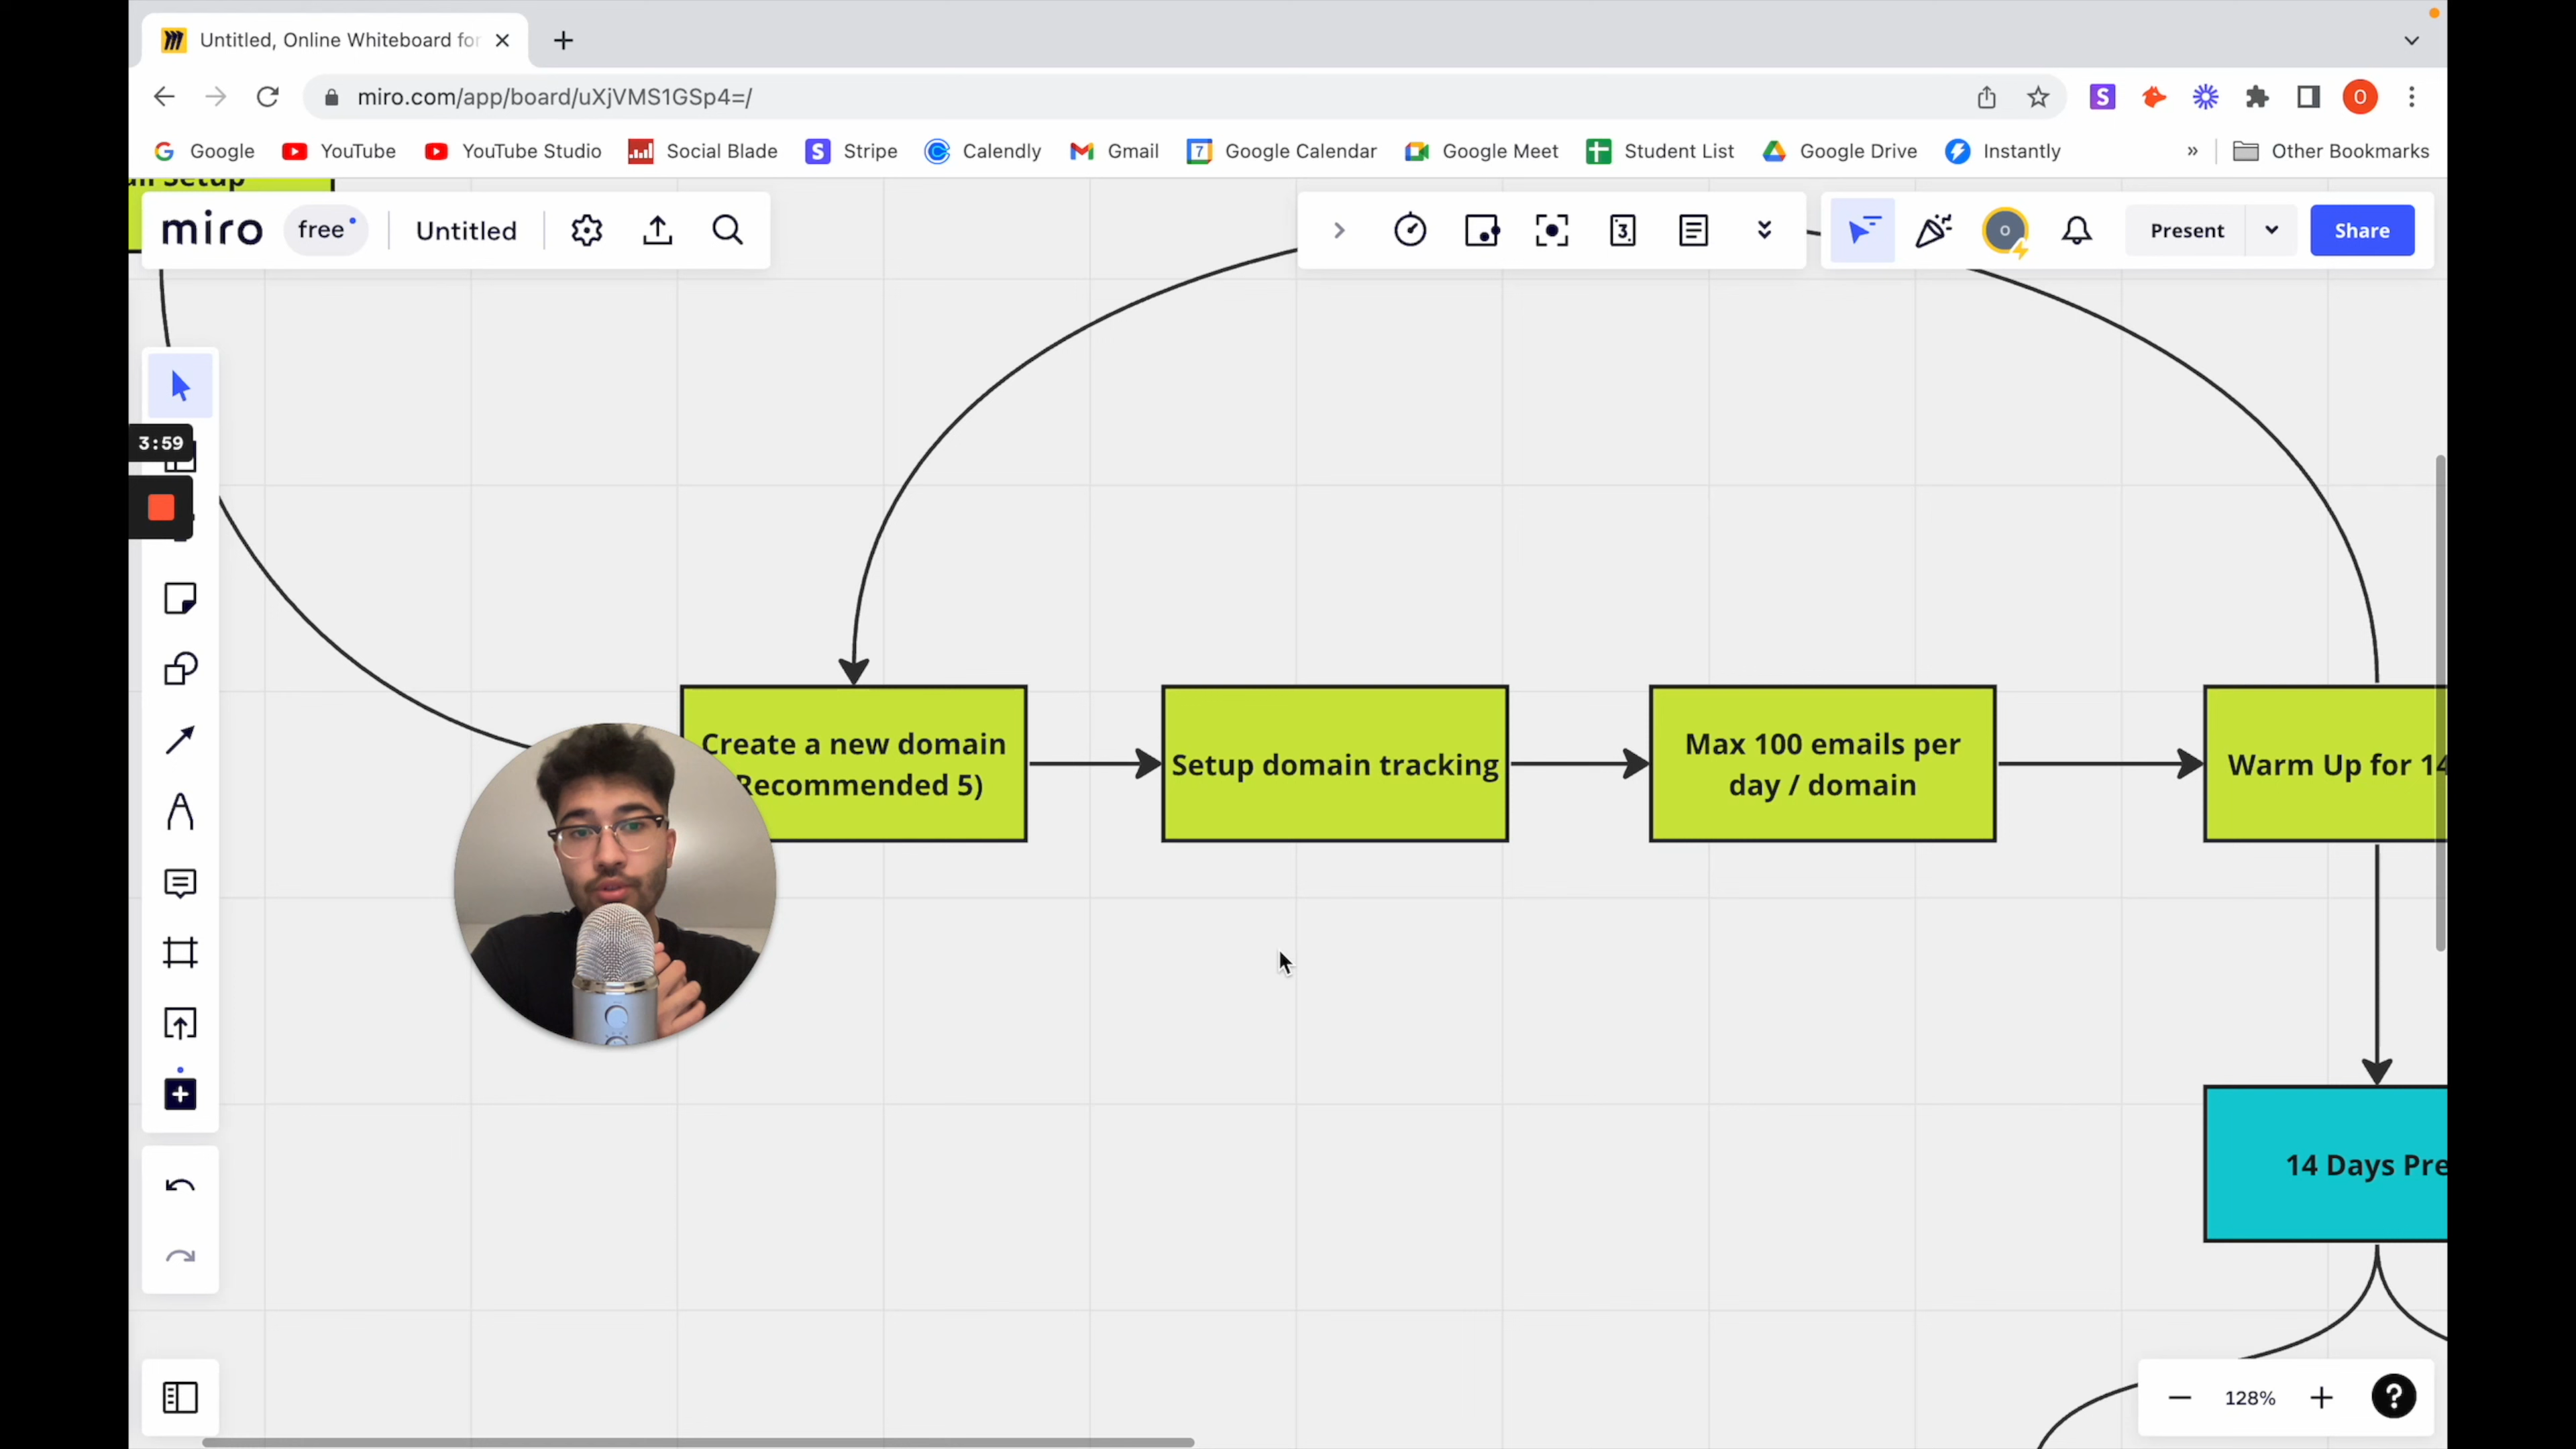 Untitled, Online Whiteboard for
miro.com/app/board/uXjVMS1GSp4=/
O
Google
YouTube
YouTube Studio
Social Blade
S
Stripe
Calendly
Gmail
7
Google Calendar
Google Meet
Student List
Google Drive
Instantly
»
Other Bookmarks
Setup
miro
free
Untitled
3
O
Present
Share
3:59
Create a new domain
Recommended 5)
Setup domain tracking
Max 100 emails per
day / domain
Warm Up for 14
14 Days Pre
128%